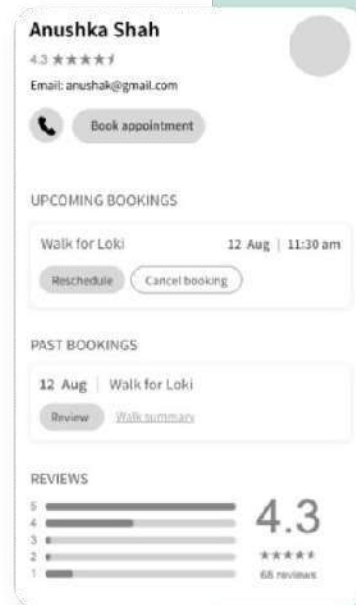 Anushka Shah
4.3 ★★★★⯨
Email: anushak@gmail.com
Book appointment
UPCOMING BOOKINGS
Walk for Loki 12 Aug | 11:30 am
Reschedule Cancel booking
PAST BOOKINGS
12 Aug | Walk for Loki
Review Walk summary
REVIEWS
5
4
3
2
1
4.3
★★★★⯨
68 reviews